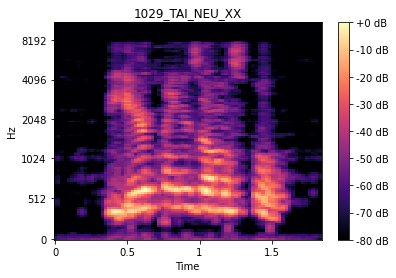 1029_TAI_NEU_XX
+0 dB
8192
-10 dB
4096
-20 dB
-30 dB
2048
Hz
-40 dB
1024
-50 dB
512
-60 dB
-70 dB
0
-80 dB
0
0.5
1
1.5
Time